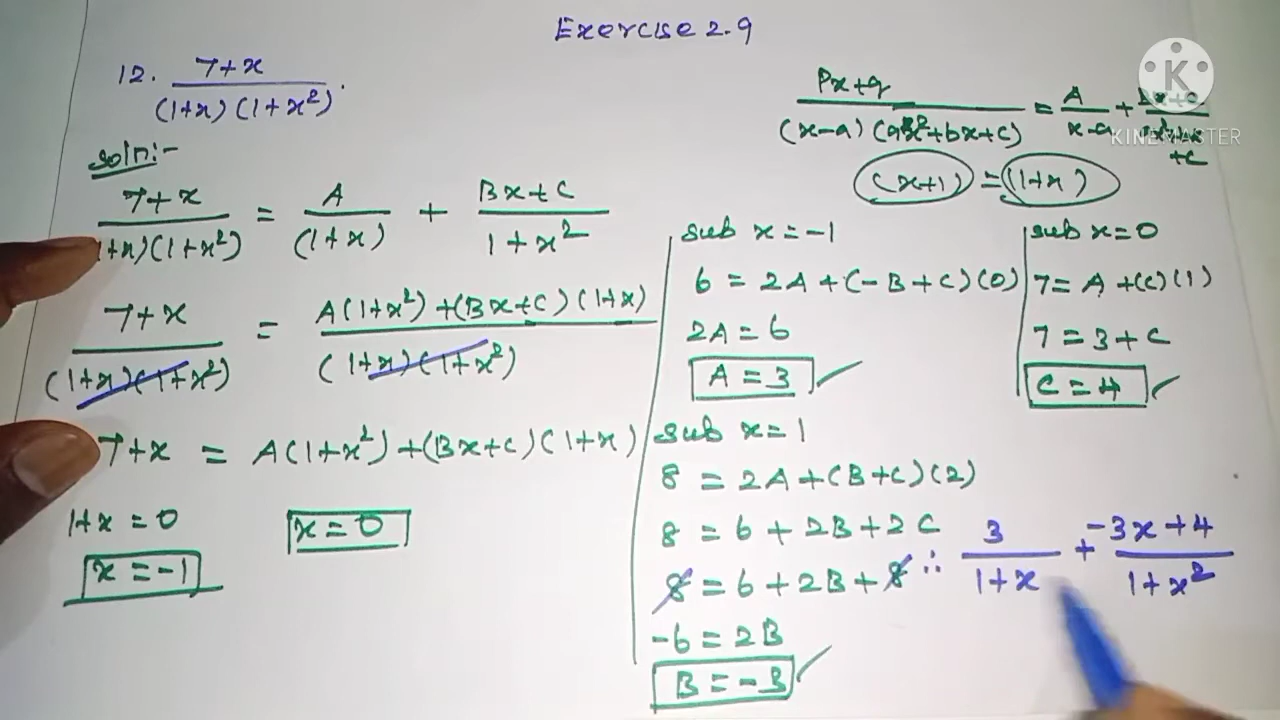 Exercise 2.9
12. 7+x
(1+x)(1+x²).
Soln:-
7+x / (1+x)(1+x²) = A / (1+x) + Bx+C / 1+x²
7+x / (1+x)(1+x²) = A(1+x²)+(Bx+C)(1+x) / (1+x)(1+x²)
7+x = A(1+x²)+(Bx+C)(1+x)
1+x=0 x=0
x=-1
Px+q / (x-a)(ax²+bx+c) = A / x-a +
(x+1) = (1+x)
K
KINEMASTER
Sub x=-1
6 = 2A+(-B+C)(0)
2A=6
A=3
Sub x=1
8 = 2A+(B+C)(2)
8 = 6+2B+2C
8 = 6+2B+8
-6=2B
B=-3
Sub x=0
7=A+(C)(1)
7=3+C
C=4
∴ 3 / 1+x + -3x+4 / 1+x²